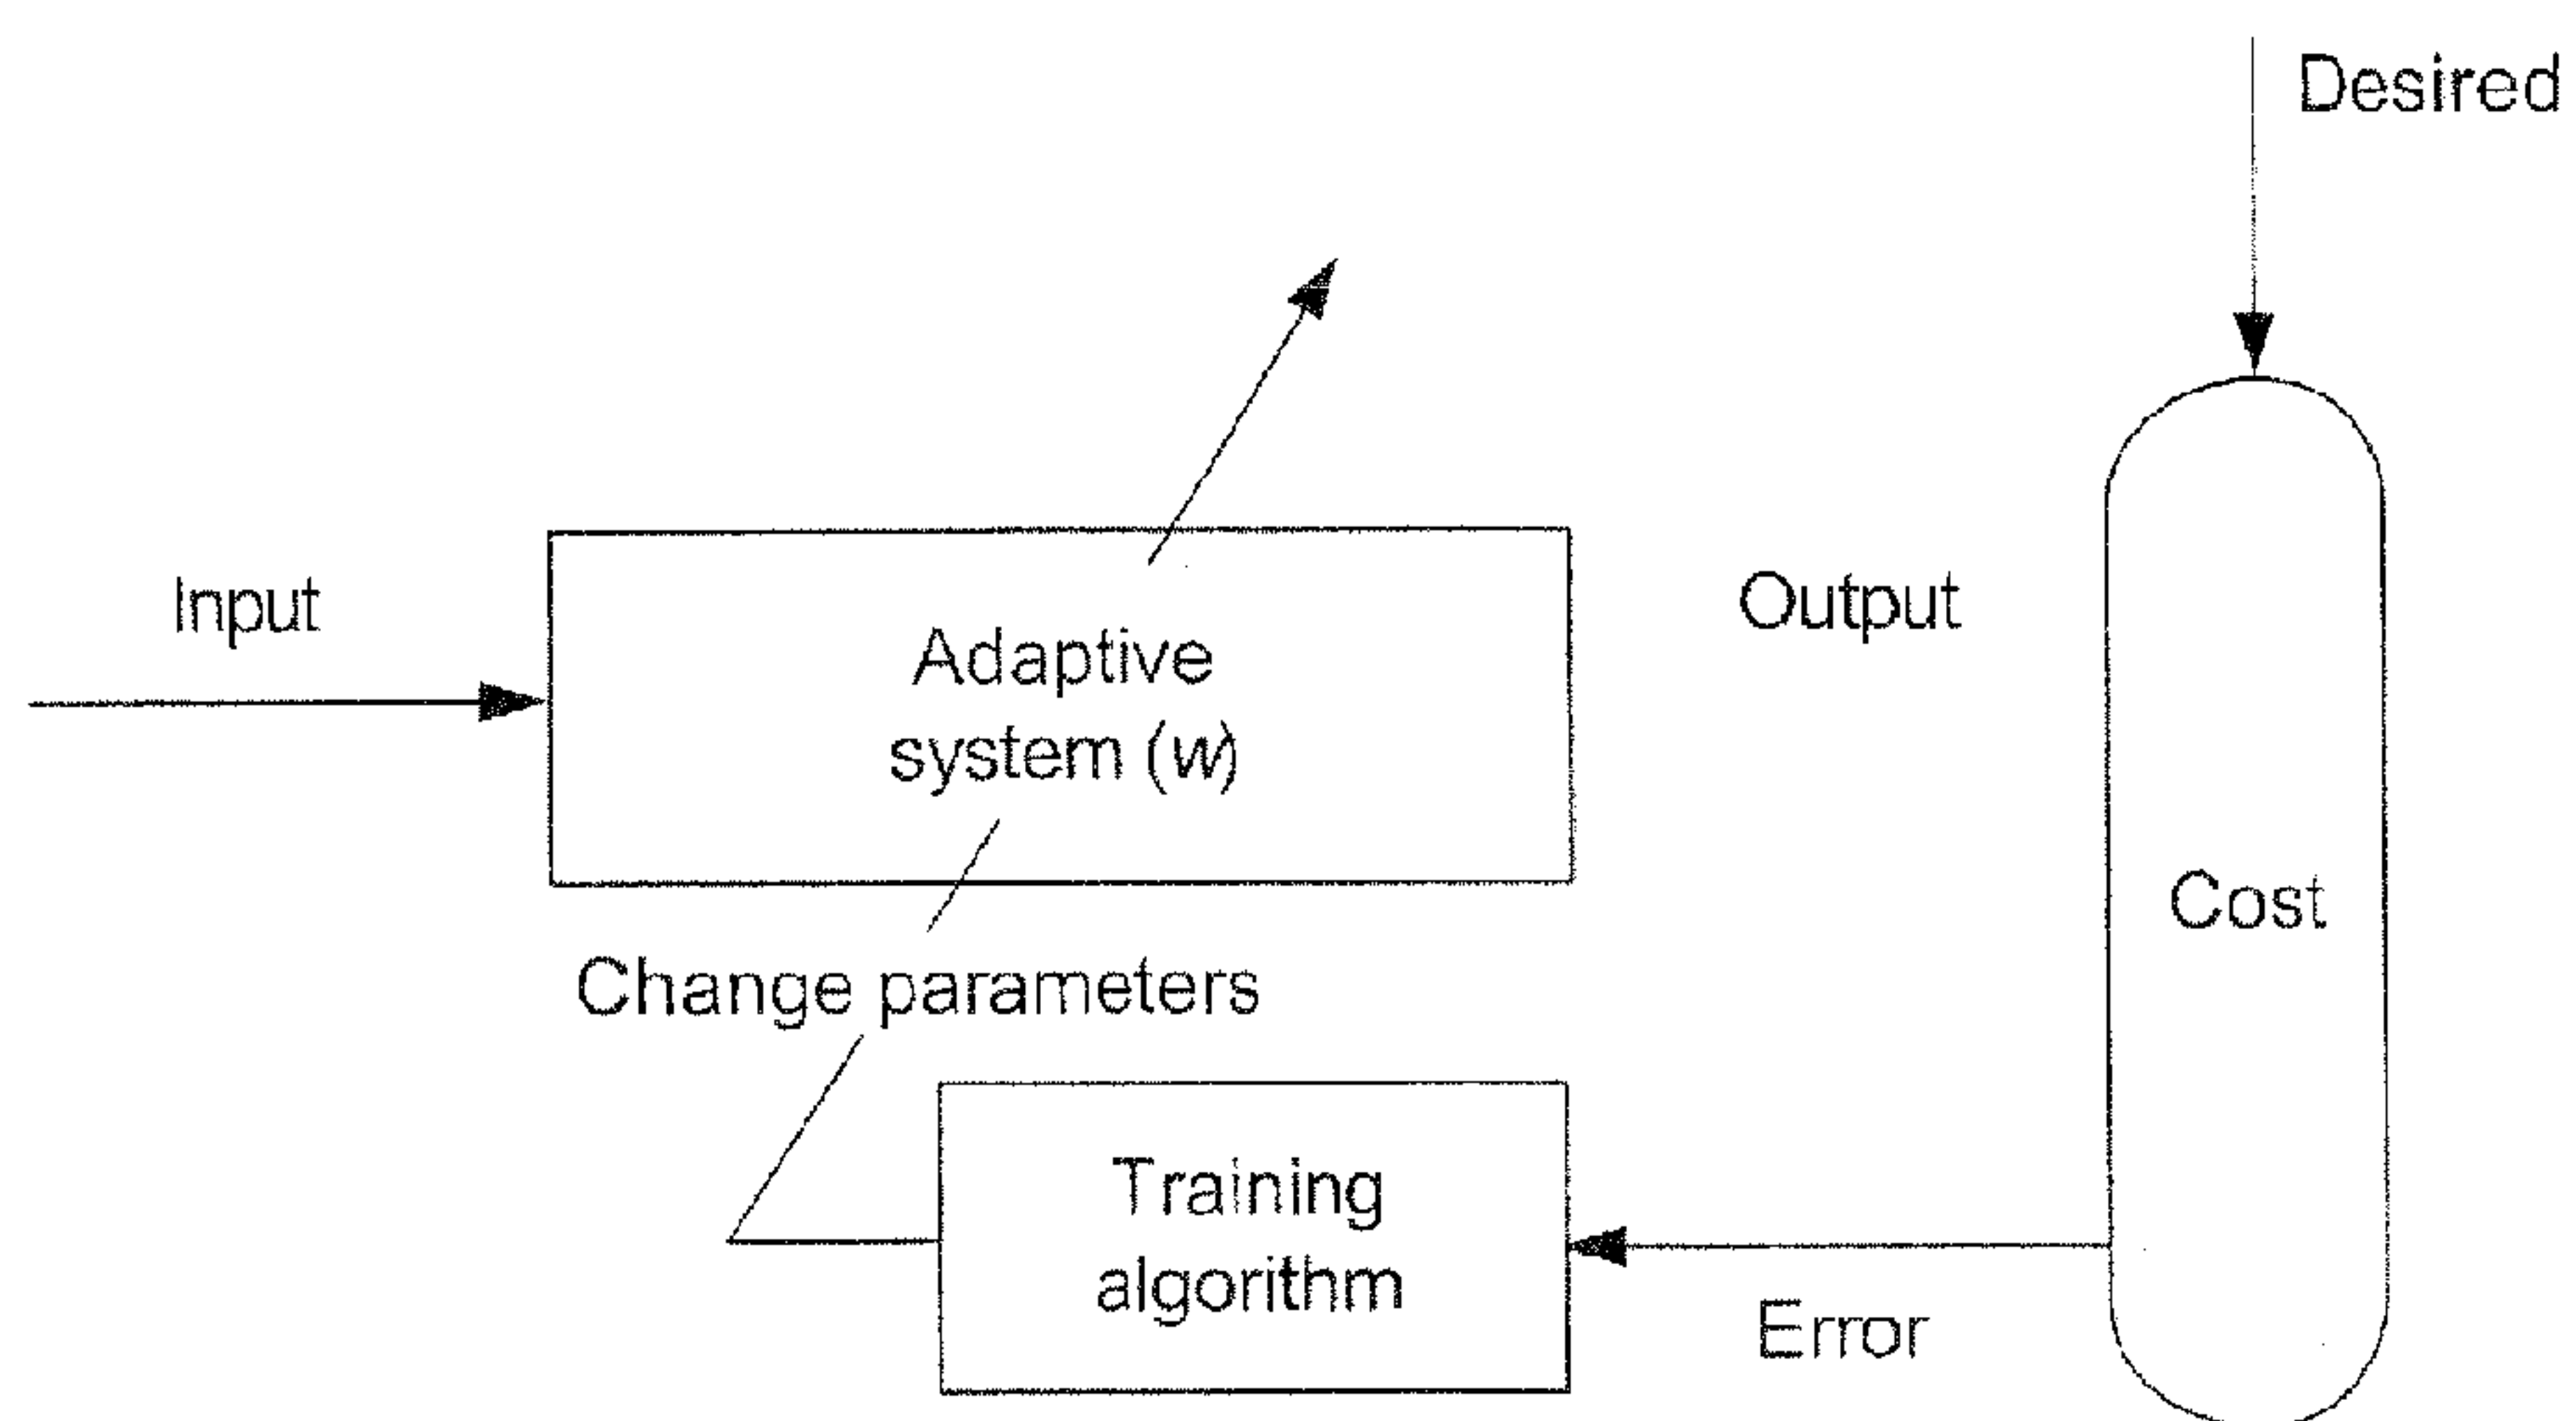 Desired
Input
Adaptive
system (w)
Output
Cost
Change parameters
Training
algorithm
Error